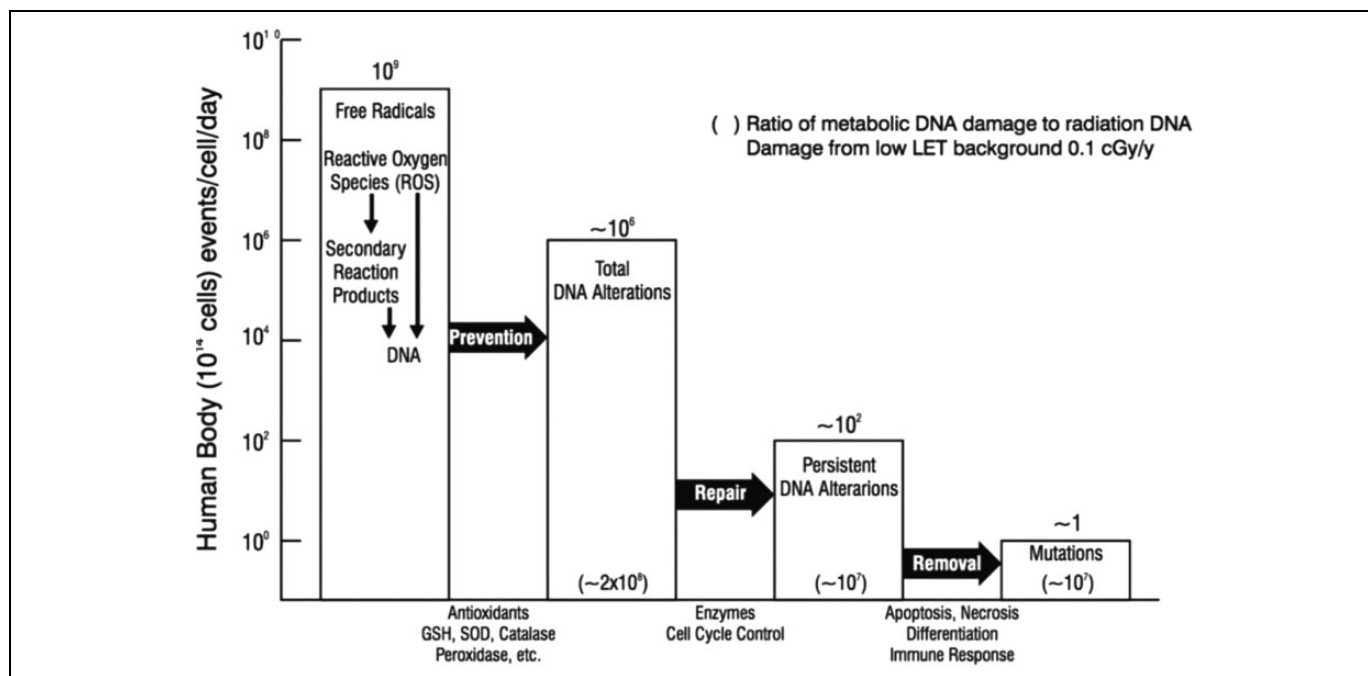 Human Body (10¹⁴ cells) events/cell/day
10¹⁰
10⁸
10⁶
10⁴
10²
10⁰
10⁹
Free Radicals
Reactive Oxygen
Species (ROS)
Secondary
Reaction
Products
DNA
Prevention
Antioxidants
GSH, SOD, Catalase
Peroxidase, etc.
~10⁶
Total
DNA Alterations
(~2x10⁸)
Repair
Enzymes
Cell Cycle Control
~10²
Persistent
DNA Alterarions
(~10⁷)
Removal
Apoptosis, Necrosis
Differentiation
Immune Response
~1
Mutations
(~10⁷)
( ) Ratio of metabolic DNA damage to radiation DNA
Damage from low LET background 0.1 cGy/y